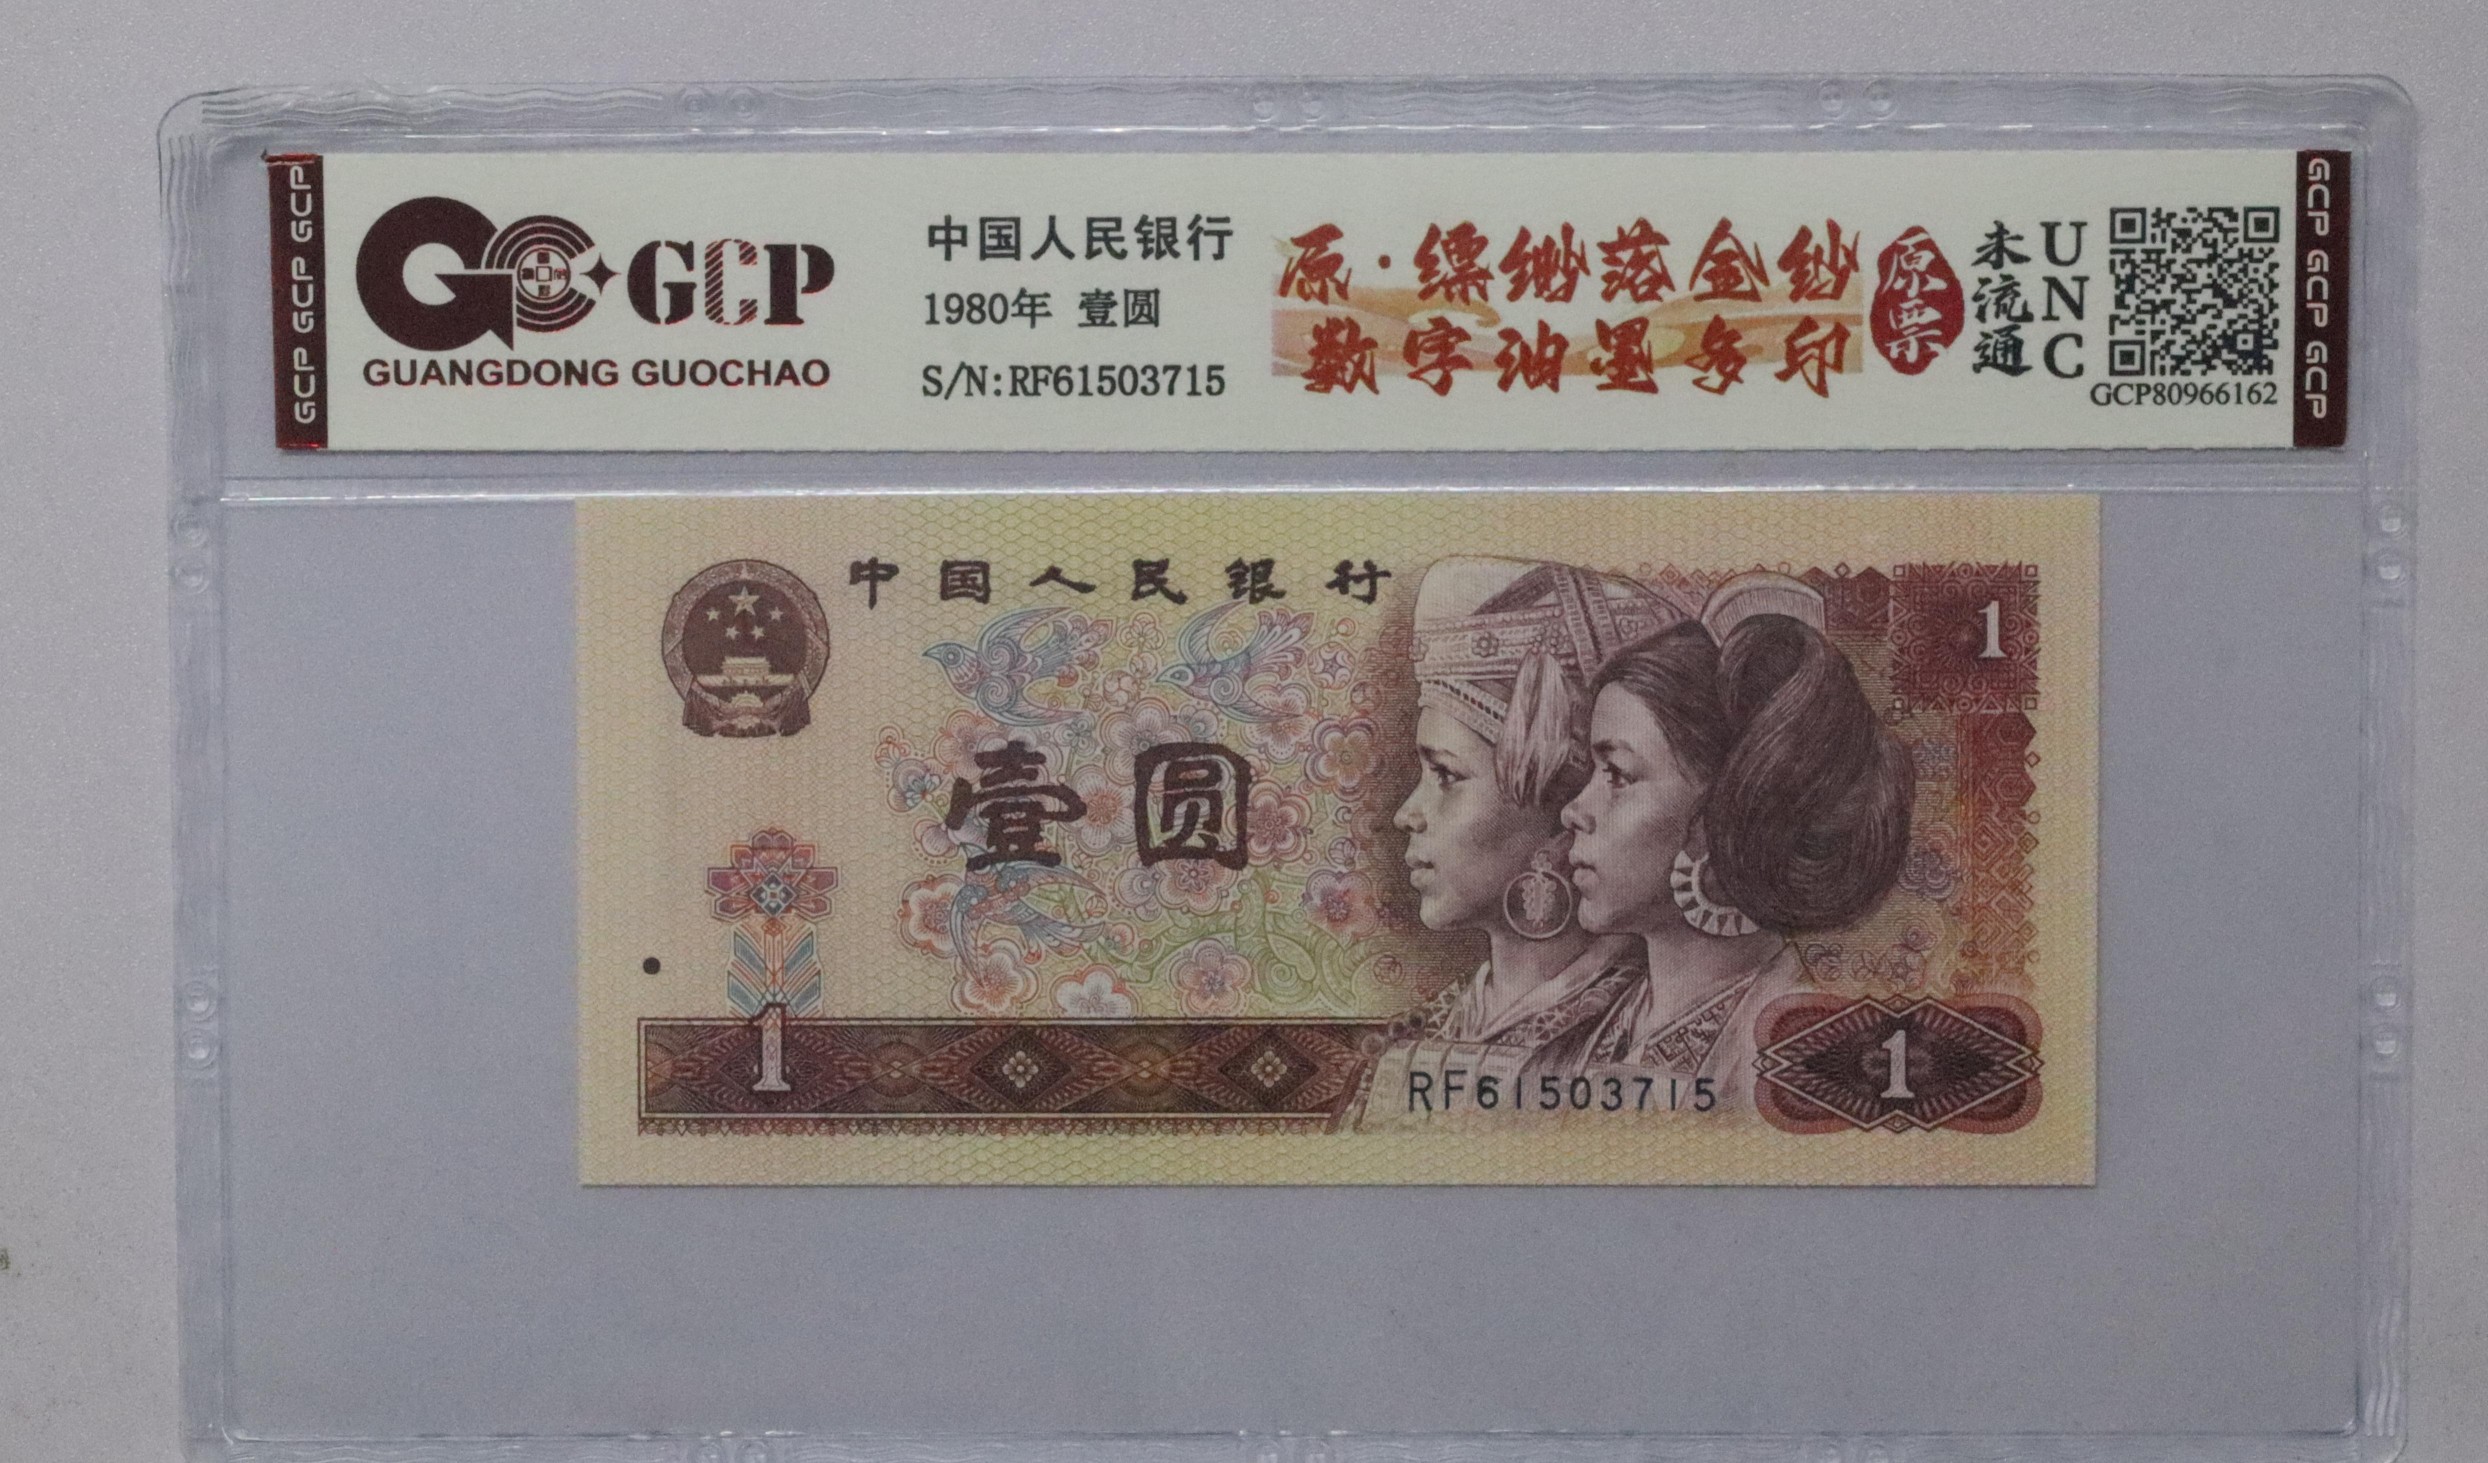 GCP GCP GCP
GCP
GUANGDONG GUOCHAO
中国人民银行
1980年 壹圆
S/N:RF61503715
原·缥缈落金纱
数字油墨多印
原票
未流通
UNC
GCP80966162
GCP GCP GCP
中国人民银行
1
壹圆
1
RF61503715
1